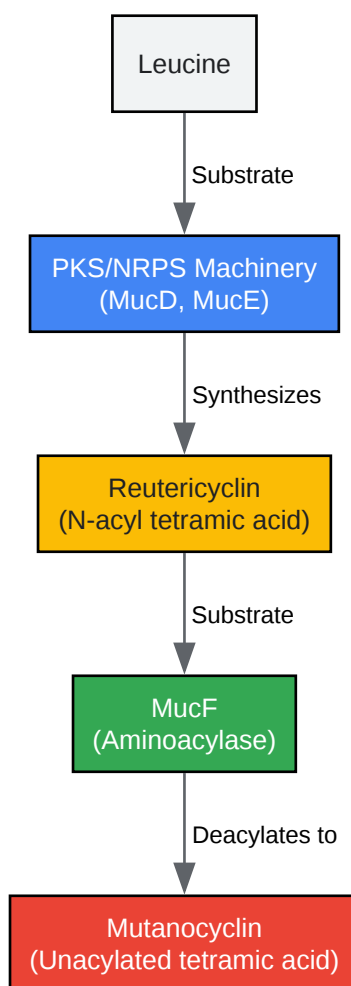 Leucine
Substrate
PKS/NRPS Machinery
(MucD, MucE)
Synthesizes
Reutericyclin
(N-acyl tetramic acid)
Substrate
MucF
(Aminoacylase)
Deacylates to
Mutanocyclin
(Unacylated tetramic acid)